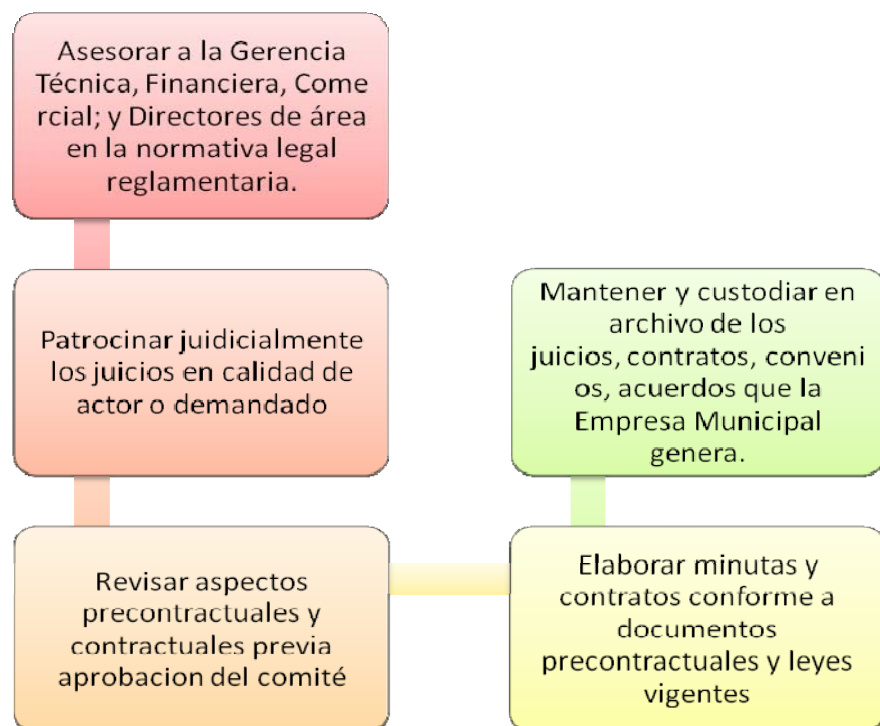 Asesorar a la Gerencia
Técnica, Financiera, Come
rcial; y Directores de área
en la normativa legal
reglamentaria.
Patrocinar juidicialmente
los juicios en calidad de
actor o demandado
Revisar aspectos
precontractuales y
contractuales previa
aprobacion del comité
Elaborar minutas y
contratos conforme a
documentos
precontractuales y leyes
vigentes
Mantener y custodiar en
archivo de los
juicios, contratos, conveni
os, acuerdos que la
Empresa Municipal
genera.